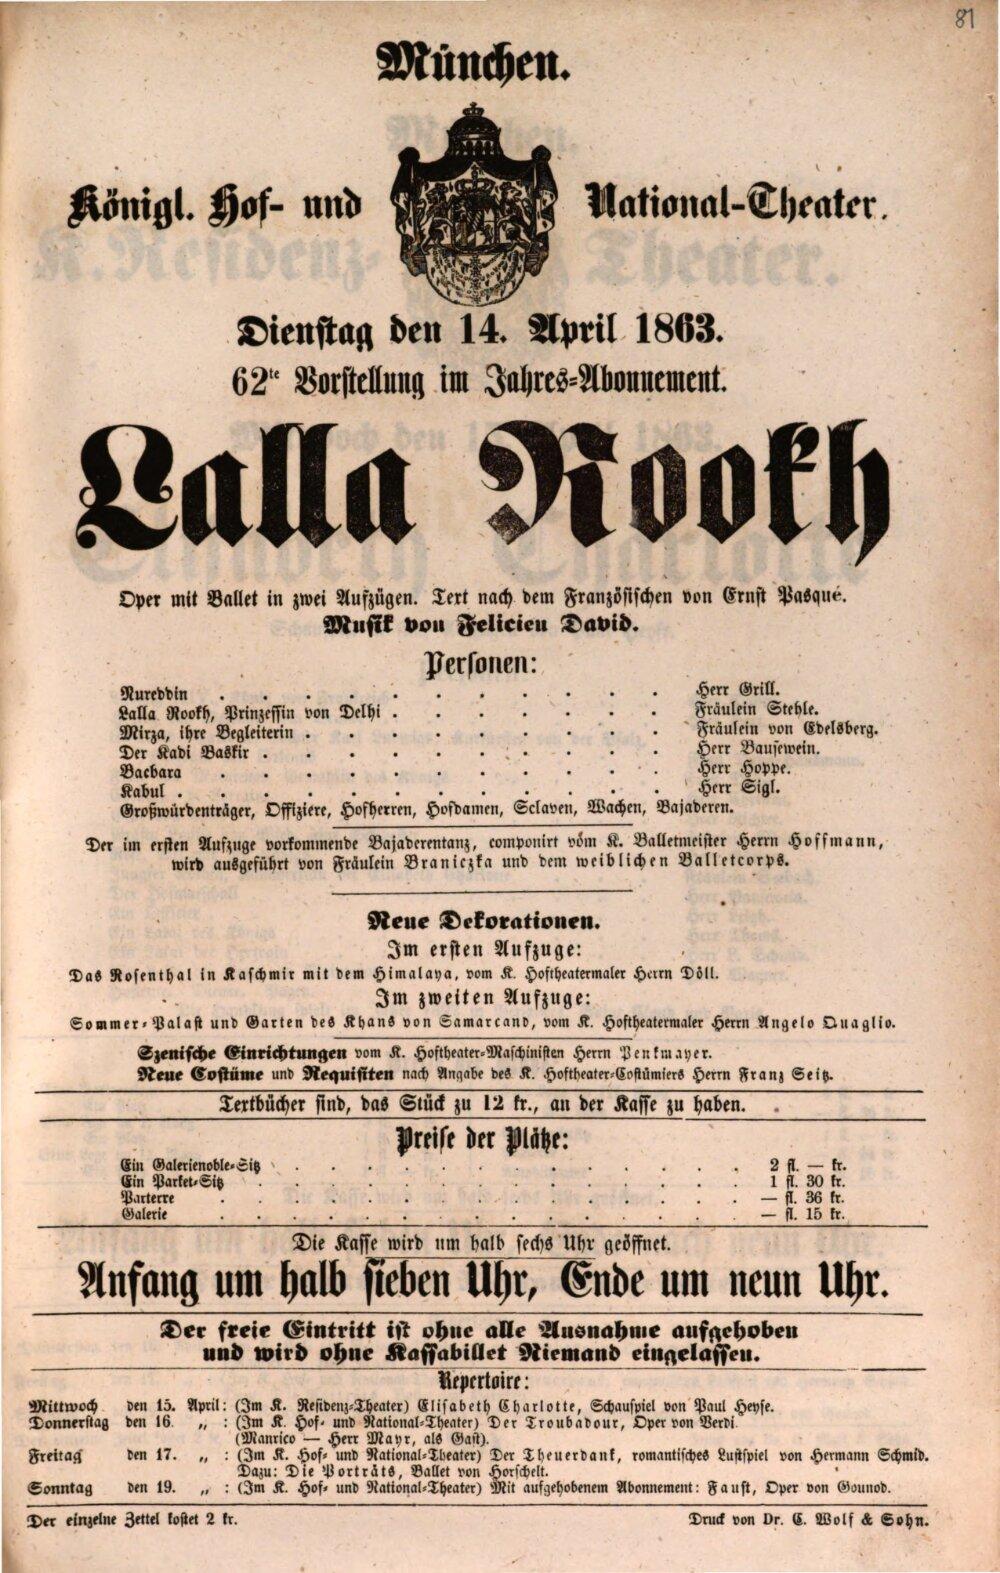 81
München.
Königl. Hof- und National-Theater.
Dienstag den 14. April 1863.
62te Vorstellung im Jahres-Abonnement.
Lalla Rookh
Oper mit Ballet in zwei Aufzügen. Text nach dem Französischen von Ernst Pasqué.
Musik von Felicien David.
Personen:
Nureddin . . . . . . . . . . . Herr Grill.
Lalla Rookh, Prinzessin von Delhi . . . . . . . Fräulein Stehle.
Mirza, ihre Begleiterin . . . . . . . . . Fräulein von Edelsberg.
Der Kadi Baskir . . . . . . . . . . Herr Bausewein.
Bacbara . . . . . . . . . . . Herr Hoppe.
Kabul . . . . . . . . . . . . Herr Sigl.
Großwürdenträger, Offiziere, Hofherren, Hofdamen, Sclaven, Wachen, Bajaderen.
Der im ersten Aufzuge vorkommende Bajaderentanz, componirt vom K. Balletmeister Herrn Hoffmann,
wird ausgeführt von Fräulein Braniczka und dem weiblichen Balletcorps.
Neue Dekorationen.
Im ersten Aufzuge:
Das Rosenthal in Kaschmir mit dem Himalaya, vom K. Hoftheatermaler Herrn Döll.
Im zweiten Aufzuge:
Sommer-Palast und Garten des Khans von Samarcand, vom K. Hoftheatermaler Herrn Angelo Quaglio.
Szenische Einrichtungen vom K. Hoftheater-Maschinisten Herrn Penkmayer.
Neue Costüme und Requisiten nach Angabe des K. Hoftheater-Costümiers Herrn Franz Seitz.
Textbücher sind, das Stück zu 12 kr., an der Kasse zu haben.
Preise der Plätze:
Ein Galerienoble-Sitz . . . . . . . . . . . 2 fl. — kr.
Ein Parket-Sitz . . . . . . . . . . . . 1 fl. 30 kr.
Parterre . . . . . . . . . . . . . — fl. 36 kr.
Galerie . . . . . . . . . . . . . — fl. 15 kr.
Die Kasse wird um halb sechs Uhr geöffnet.
Anfang um halb sieben Uhr, Ende um neun Uhr.
Der freie Eintritt ist ohne alle Ausnahme aufgehoben
und wird ohne Kassabillet Niemand eingelassen.
Repertoire:
Mittwoch den 15. April: (Im K. Residenz-Theater) Elisabeth Charlotte, Schauspiel von Paul Heyse.
Donnerstag den 16. „ : (Im K. Hof- und National-Theater) Der Troubadour, Oper von Verdi.
(Manrico — Herr Mayr, als Gast).
Freitag den 17. „ : (Im K. Hof- und National-Theater) Der Theuerdank, romantisches Lustspiel von Hermann Schmid.
Dazu: Die Porträts, Ballet von Horschelt.
Sonntag den 19. „ : (Im K. Hof- und National-Theater) Mit aufgehobenem Abonnement: Faust, Oper von Gounod.
Der einzelne Zettel kostet 2 kr. Druck von Dr. C. Wolf & Sohn.